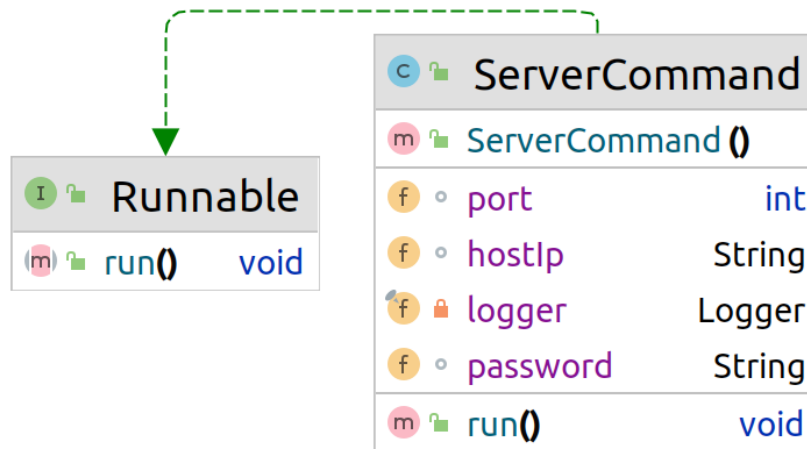 Runnable
run() void
ServerCommand
ServerCommand()
port int
hostIp String
logger Logger
password String
run() void